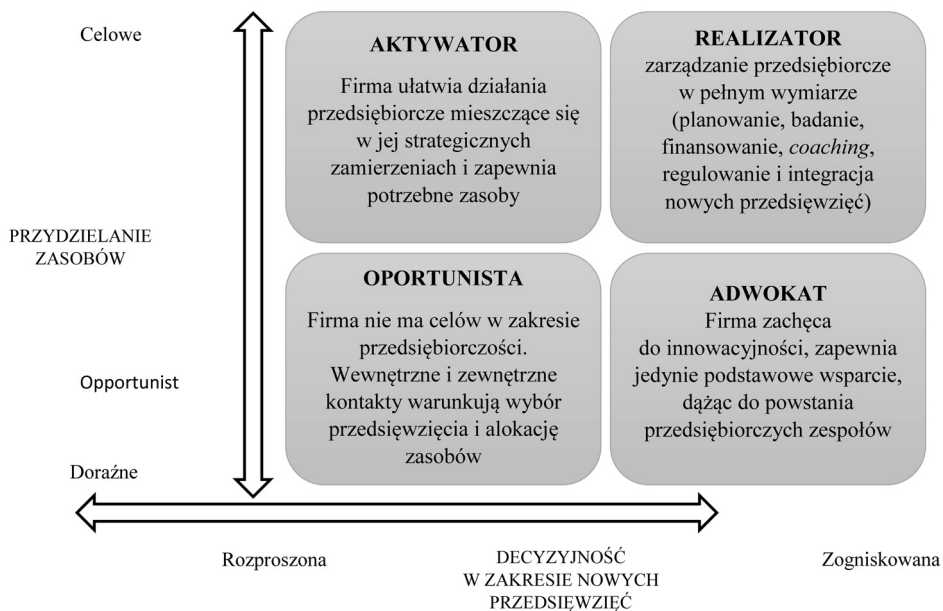 Celowe
AKTYWATOR
Firma ułatwia działania
przedsiębiorcze mieszczące się
w jej strategicznych
zamierzeniach i zapewnia
potrzebne zasoby
REALIZATOR
zarządzanie przedsiębiorcze
w pełnym wymiarze
(planowanie, badanie,
finansowanie, coaching,
regulowanie i integracja
nowych przedsięwzięć)
PRZYDZIELANIE
ZASOBÓW
OPORTUNISTA
Firma nie ma celów w zakresie
przedsiębiorczości.
Wewnętrzne i zewnętrzne
kontakty warunkują wybór
przedsięwzięcia i alokację
zasobów
ADWOKAT
Firma zachęca
do innowacyjności, zapewnia
jedynie podstawowe wsparcie,
dążąc do powstania
przedsiębiorczych zespołów
Opportunist
Doraźne
Rozproszona
DECYZYJNOŚĆ
W ZAKRESIE NOWYCH
PRZEDSIĘWZIĘĆ
Zogniskowana